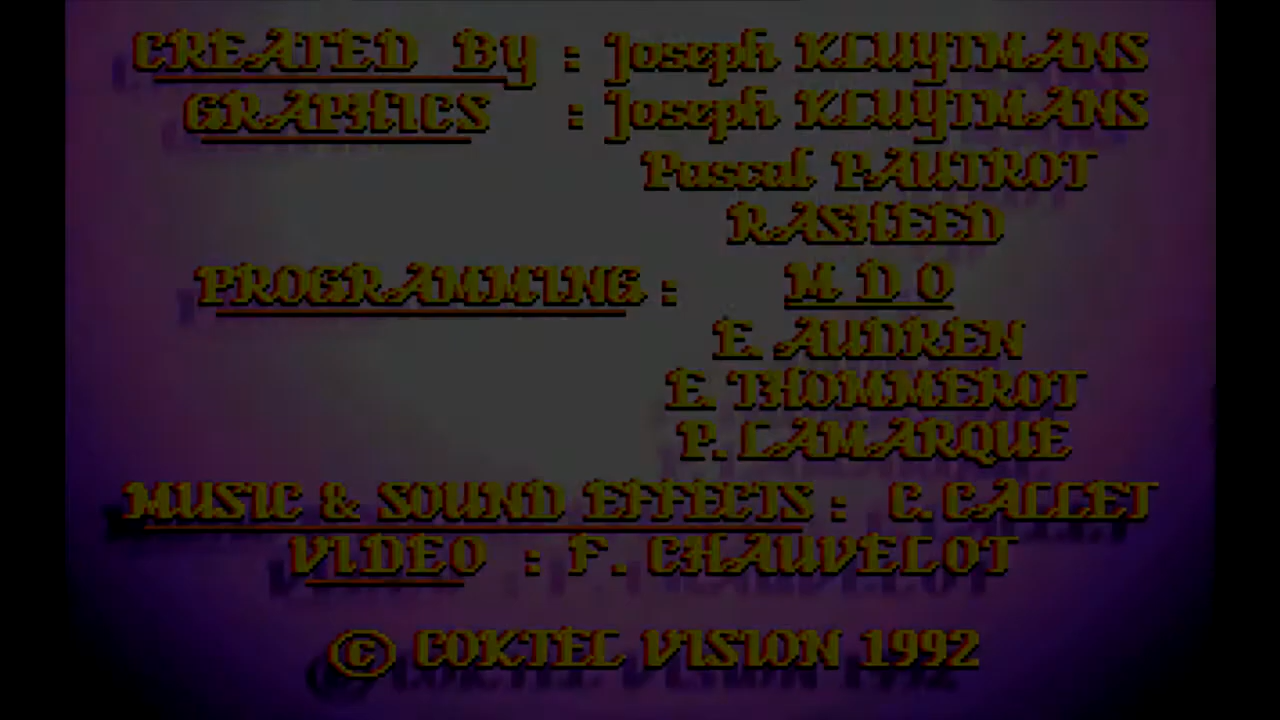 CREATED By : Joseph KLUYTMANS
GRAPHICS : Joseph KLUYTMANS
Pascal PAUTROT
RASHEED
PROGRAMMING : M D O
E. AUDREN
E. THOMMEROT
P. LAMARQUE
MUSIC & SOUND EFFECTS : C. CALLET
VIDEO : F. CHAUVELOT
© COKTEL VISION 1992